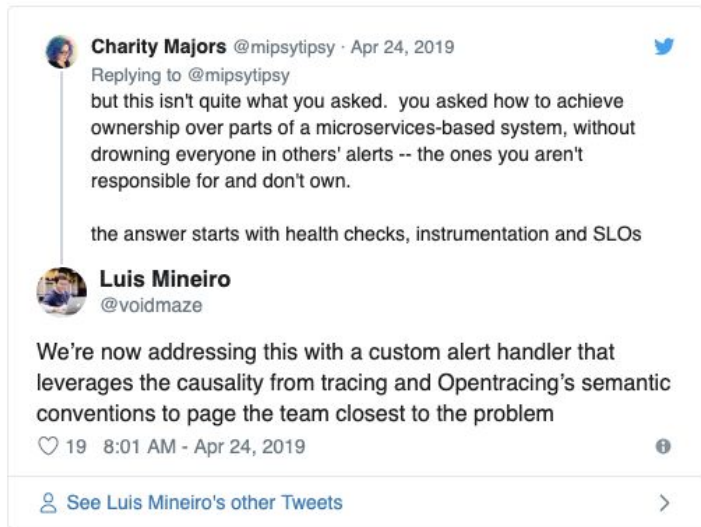 Charity Majors @mipsytipsy · Apr 24, 2019
Replying to @mipsytipsy
but this isn't quite what you asked. you asked how to achieve
ownership over parts of a microservices-based system, without
drowning everyone in others' alerts -- the ones you aren't
responsible for and don't own.
the answer starts with health checks, instrumentation and SLOs
Luis Mineiro
@voidmaze
We’re now addressing this with a custom alert handler that
leverages the causality from tracing and Opentracing’s semantic
conventions to page the team closest to the problem
19 8:01 AM - Apr 24, 2019
See Luis Mineiro's other Tweets